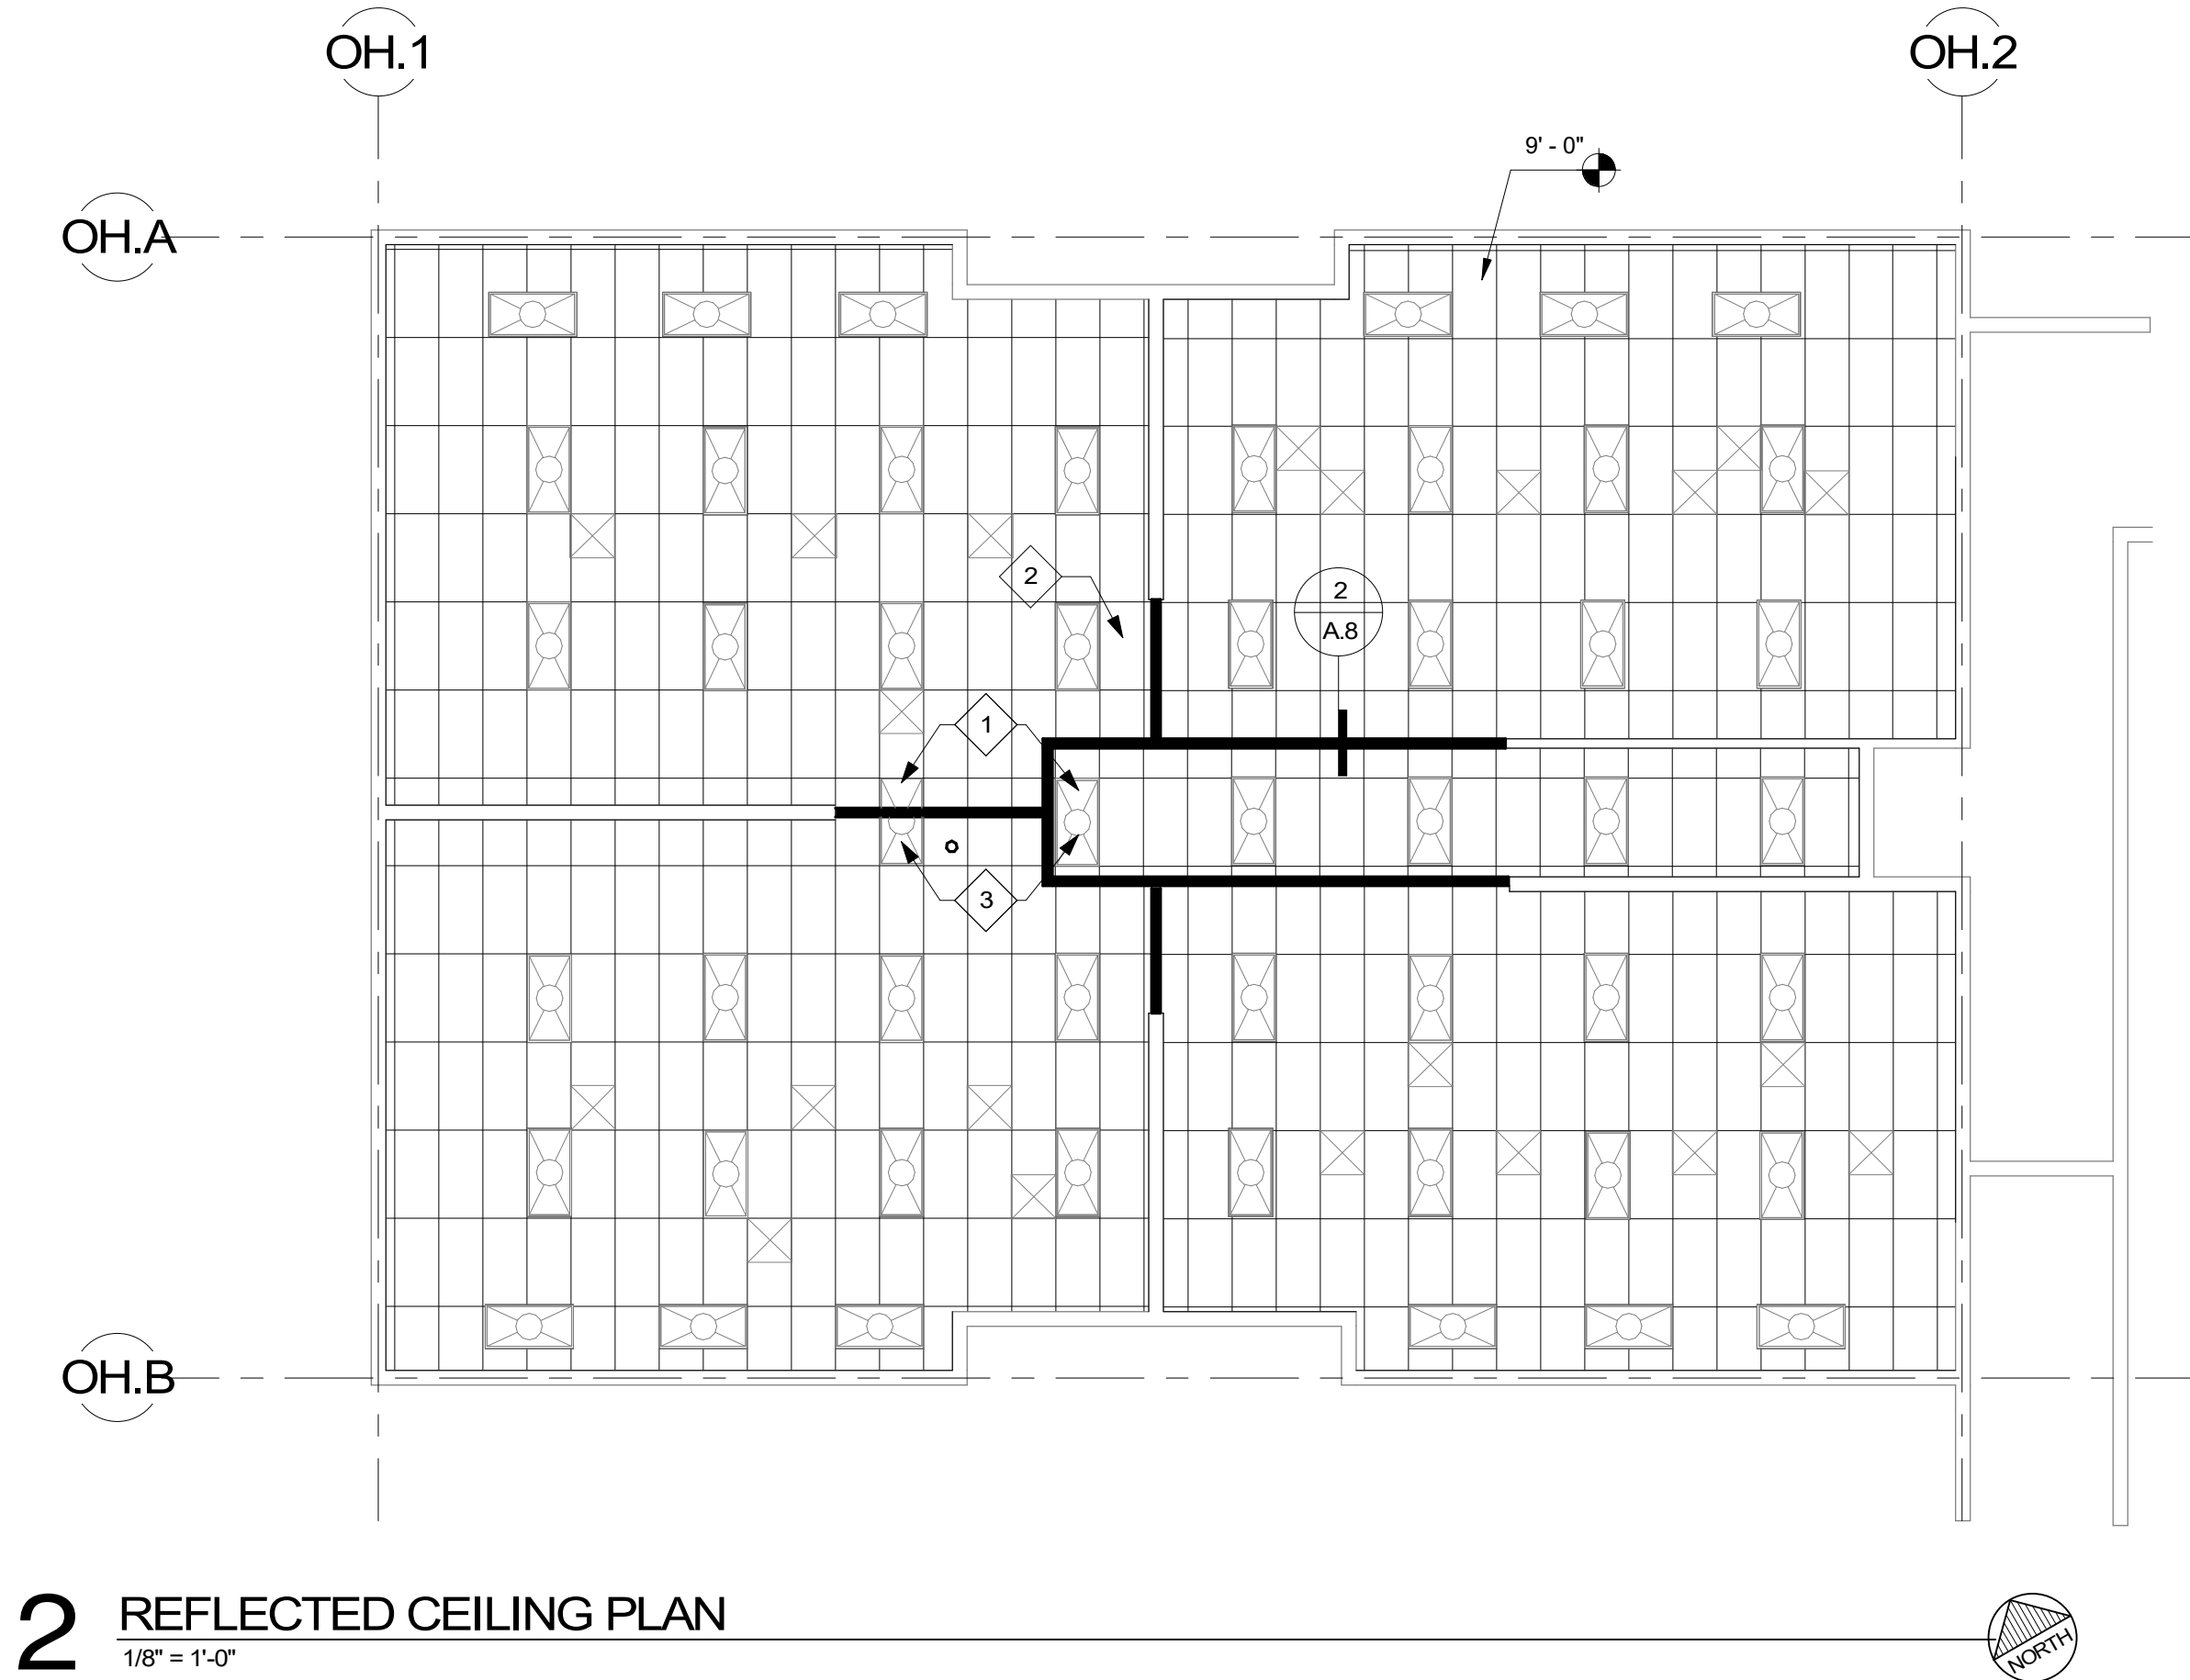 OH.1
OH.2
9' - 0"
OH.A
2
2
A.8
1
3
OH.B
2
REFLECTED CEILING PLAN
1/8" = 1'-0"
NORTH